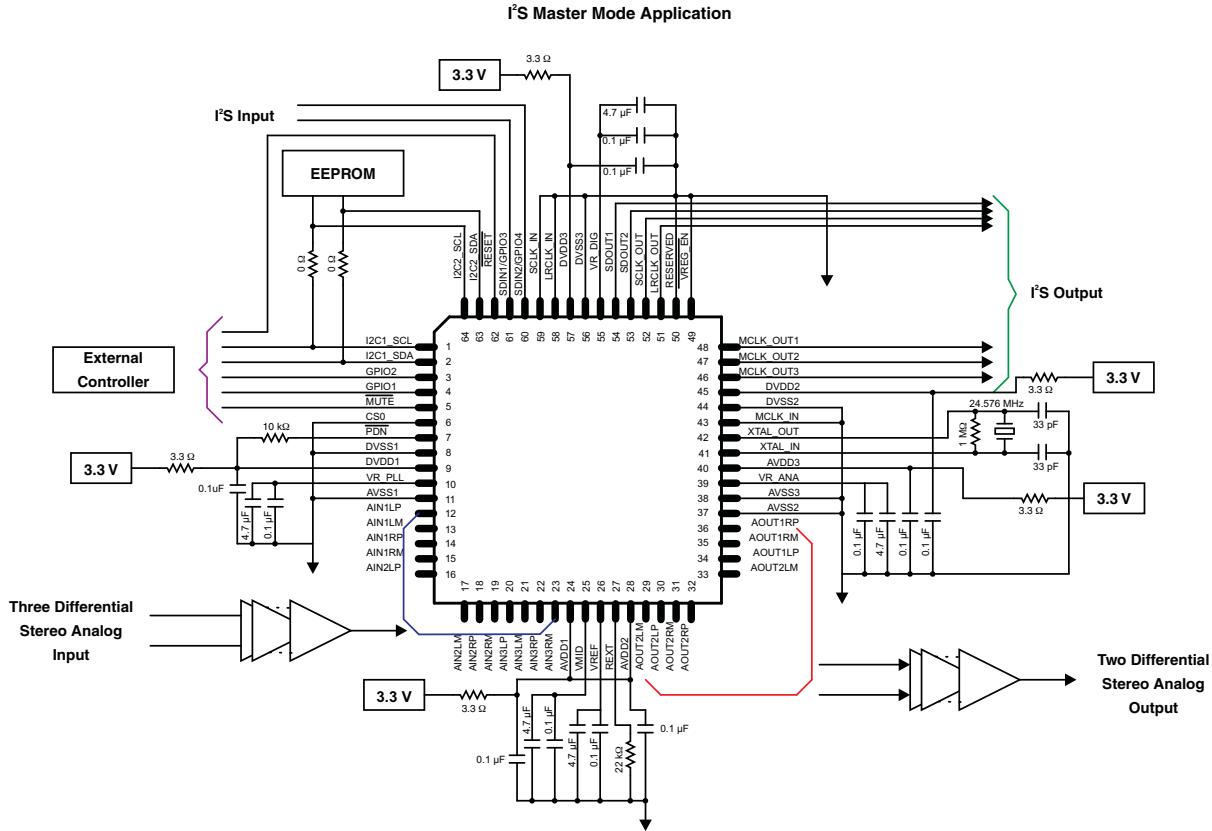 I²S Master Mode Application
3.3 Ω
3.3 V
I²S Input
4.7 µF
0.1 µF
0.1 µF
EEPROM
0 Ω
0 Ω
I2C2_SCL
I2C2_SDA
RESET
SDIN1/GPIO3
SDIN2/GPIO4
SCLK_IN
LRCLK_IN
DVDD3
DVSS3
VR_DIG
SDOUT1
SDOUT2
SCLK_OUT
LRCLK_OUT
RESERVED
VREG_EN
64
63
62
61
60
59
58
57
56
55
54
53
52
51
50
49
I²S Output
External
Controller
I2C1_SCL
1
I2C1_SDA
2
GPIO2
3
GPIO1
4
MUTE
5
CS0
6
PDN
7
DVSS1
8
DVDD1
9
VR_PLL
10
AVSS1
11
AIN1LP
12
AIN1LM
13
AIN1RP
14
AIN1RM
15
AIN2LP
16
10 kΩ
3.3 V
3.3 Ω
0.1uF
4.7 µF
0.1 µF
48
MCLK_OUT1
47
MCLK_OUT2
46
MCLK_OUT3
45
DVDD2
44
DVSS2
43
MCLK_IN
42
XTAL_OUT
41
XTAL_IN
40
AVDD3
39
VR_ANA
38
AVSS3
37
AVSS2
36
AOUT1RP
35
AOUT1RM
34
AOUT1LP
33
AOUT2LM
3.3 Ω
3.3 V
24.576 MHz
1 MΩ
33 pF
33 pF
3.3 Ω
3.3 V
0.1 µF
4.7 µF
0.1 µF
0.1 µF
17
18
19
20
21
22
23
24
25
26
27
28
29
30
31
32
AIN2LM
AIN2RP
AIN2RM
AIN3LP
AIN3LM
AIN3RP
AIN3RM
AVDD1
VMID
VREF
REXT
AVDD2
AOUT2LM
AOUT2LP
AOUT2RM
AOUT2RP
Three Differential
Stereo Analog
Input
3.3 V
3.3 Ω
0.1 µF
4.7 µF
0.1 µF
4.7 µF
0.1 µF
22 kΩ
0.1 µF
Two Differential
Stereo Analog
Output